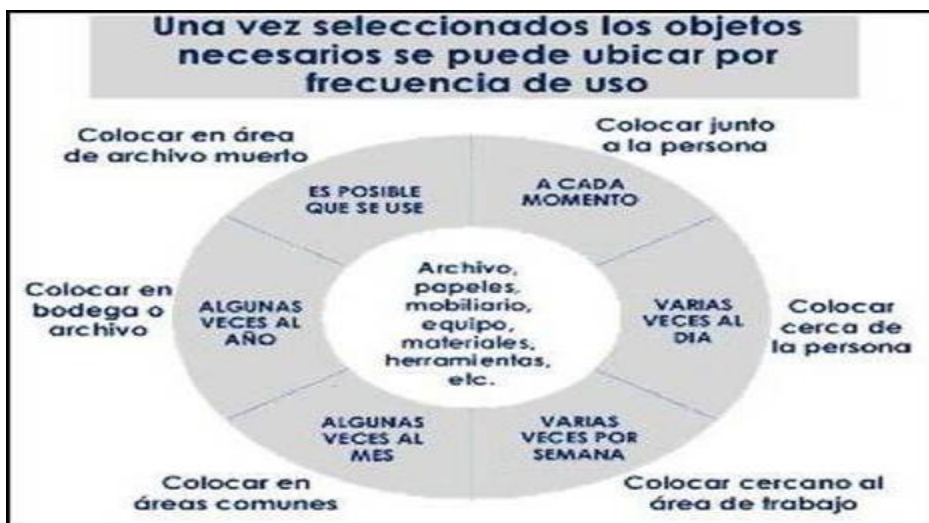 Una vez seleccionados los objetos
necesarios se puede ubicar por
frecuencia de uso
Colocar junto
a la persona
A CADA
MOMENTO
Colocar
cerca de
la persona
VARIAS
VECES AL
DIA
Colocar cercano al
área de trabajo
VARIAS
VECES POR
SEMANA
Colocar en
áreas comunes
ALGUNAS
VECES AL
MES
Colocar en
bodega o
archivo
ALGUNAS
VECES AL
AÑO
Colocar en área
de archivo muerto
ES POSIBLE
QUE SE USE
Archivo,
papeles,
mobiliario,
equipo,
materiales,
herramientas,
etc.